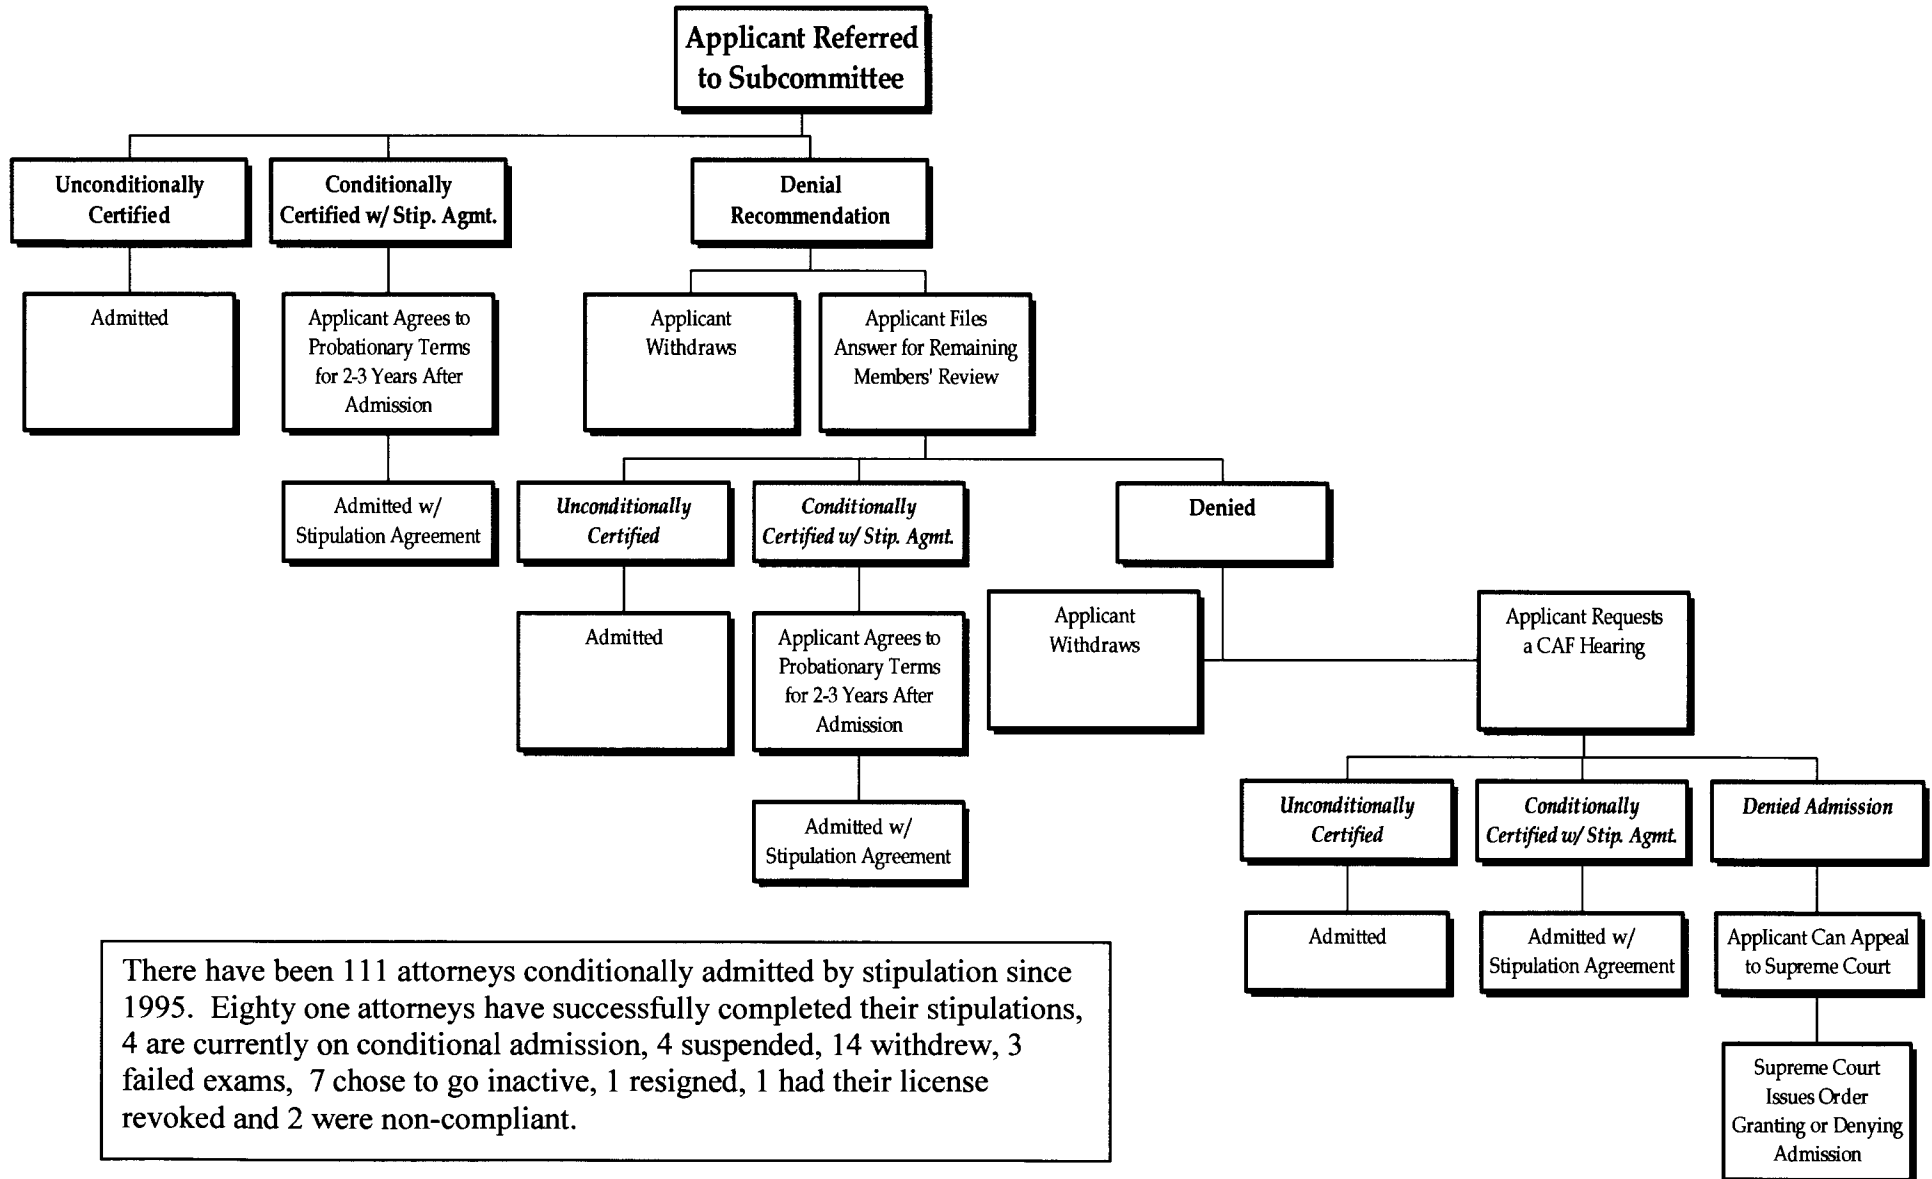 Applicant Referred
to Subcommittee
Unconditionally
Certified
Conditionally
Certified w/ Stip. Agmt.
Denial
Recommendation
Admitted
Applicant Agrees to
Probationary Terms
for 2-3 Years After
Admission
Applicant
Withdraws
Applicant Files
Answer for Remaining
Members' Review
Admitted w/
Stipulation Agreement
Unconditionally
Certified
Conditionally
Certified w/ Stip. Agmt.
Denied
Admitted
Applicant Agrees to
Probationary Terms
for 2-3 Years After
Admission
Applicant
Withdraws
Applicant Requests
a CAF Hearing
Admitted w/
Stipulation Agreement
Unconditionally
Certified
Conditionally
Certified w/ Stip. Agmt.
Denied Admission
Admitted
Admitted w/
Stipulation Agreement
Applicant Can Appeal
to Supreme Court
Supreme Court
Issues Order
Granting or Denying
Admission
There have been 111 attorneys conditionally admitted by stipulation since
1995. Eighty one attorneys have successfully completed their stipulations,
4 are currently on conditional admission, 4 suspended, 14 withdrew, 3
failed exams, 7 chose to go inactive, 1 resigned, 1 had their license
revoked and 2 were non-compliant.